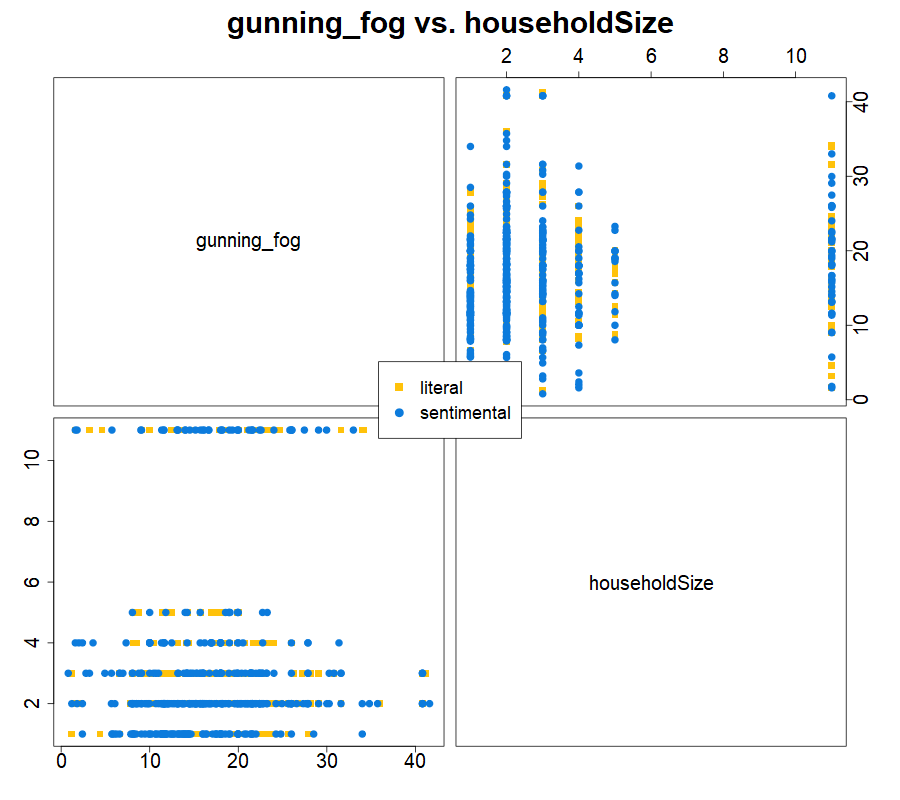 gunning_fog vs. householdSize
2 4 6 8 10
gunning_fog
0 10 20 30 40
literal
sentimental
2 4 6 8 10
householdSize
0 10 20 30 40